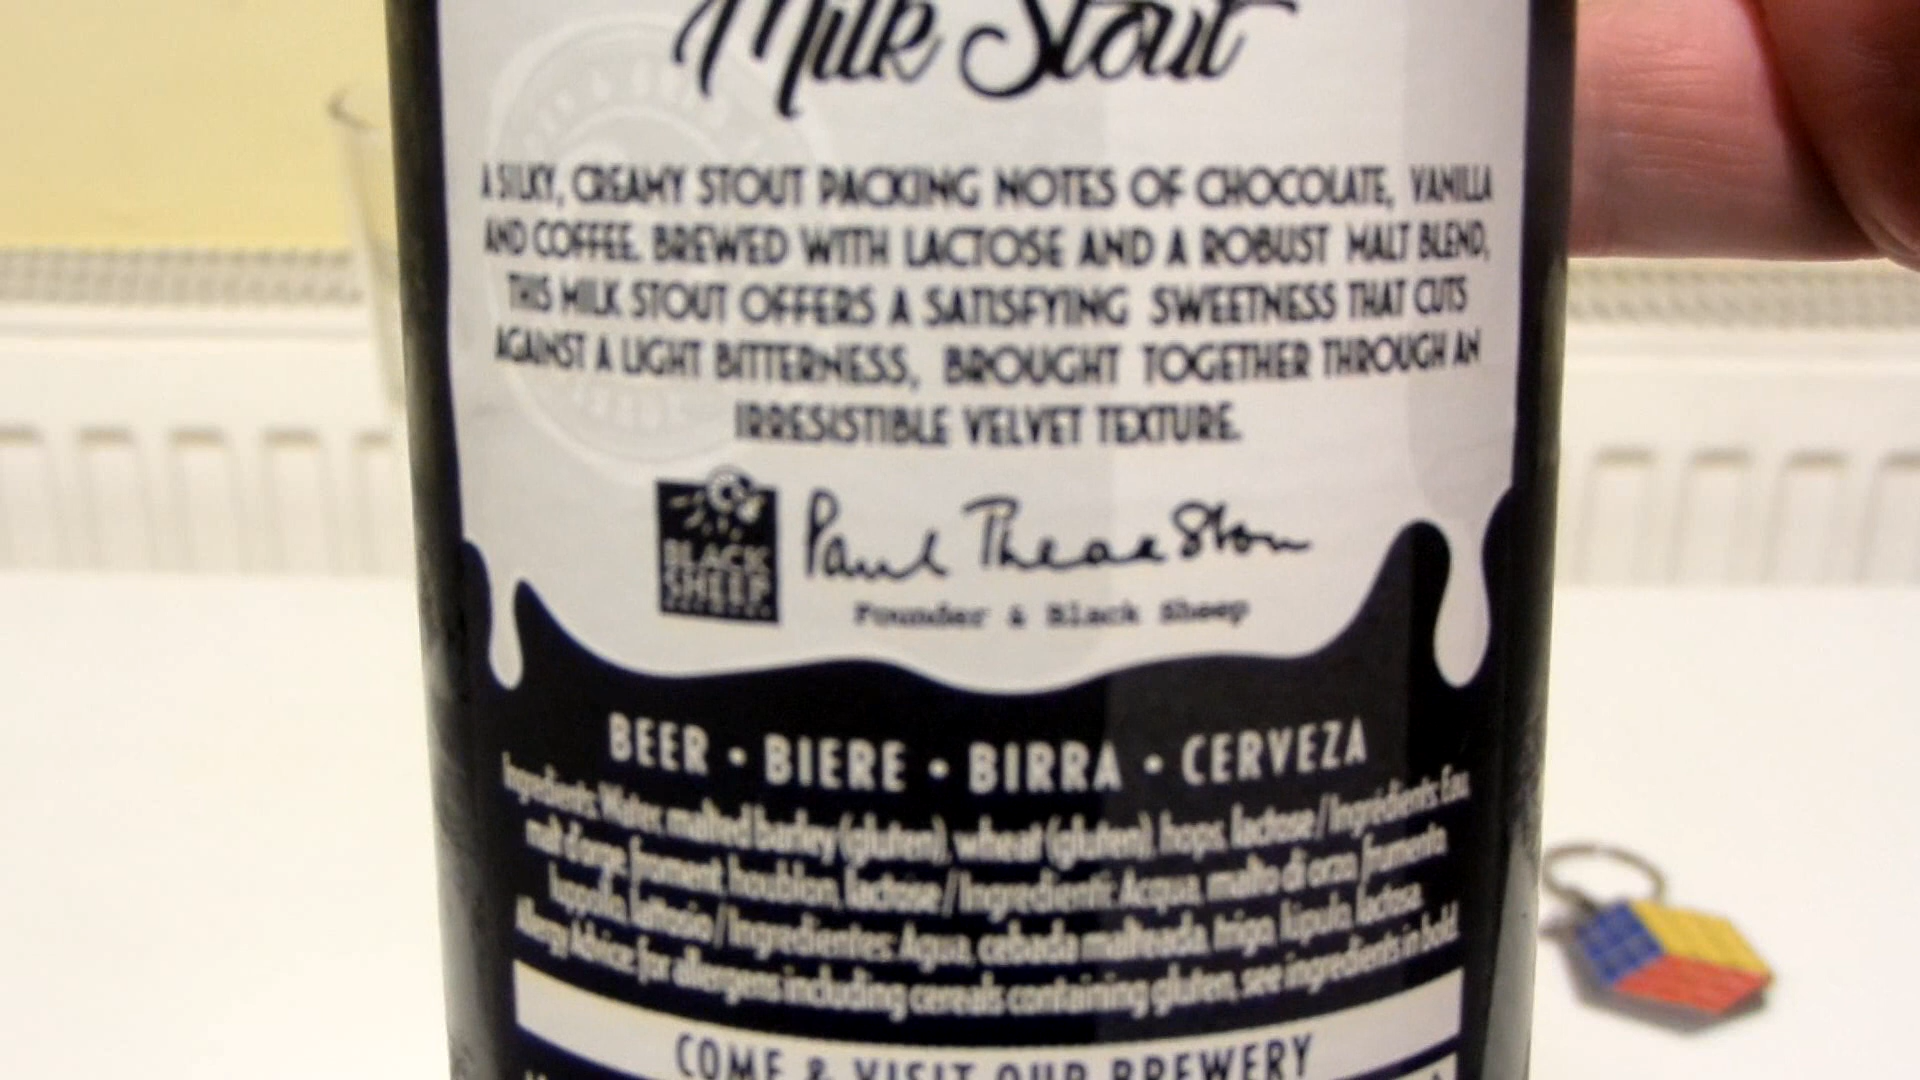 Milk Stout
A SILKY, CREAMY STOUT PACKING NOTES OF CHOCOLATE, VANILLA
AND COFFEE. BREWED WITH LACTOSE AND A ROBUST MALT BLEND,
THIS MILK STOUT OFFERS A SATISFYING SWEETNESS THAT CUTS
AGAINST A LIGHT BITTERNESS, BROUGHT TOGETHER THROUGH AN
IRRESISTIBLE VELVET TEXTURE.
BLACK
SHEEP
Paul Theakston
Founder & Black Sheep
BEER • BIERE • BIRRA • CERVEZA
Ingredients: Water, malted barley (gluten), wheat (gluten), hops, lactose / Ingrédients: Eau,
malt d'orge, froment, houblon, lactose / Ingredienti: Acqua, malto di orzo, frumento,
luppolo, lattosio / Ingredientes: Agua, cebada malteada, trigo, lúpulo, lactosa.
Allergy Advice: for allergens including cereals containing gluten, see ingredients in bold.
COME & VISIT OUR BREWERY